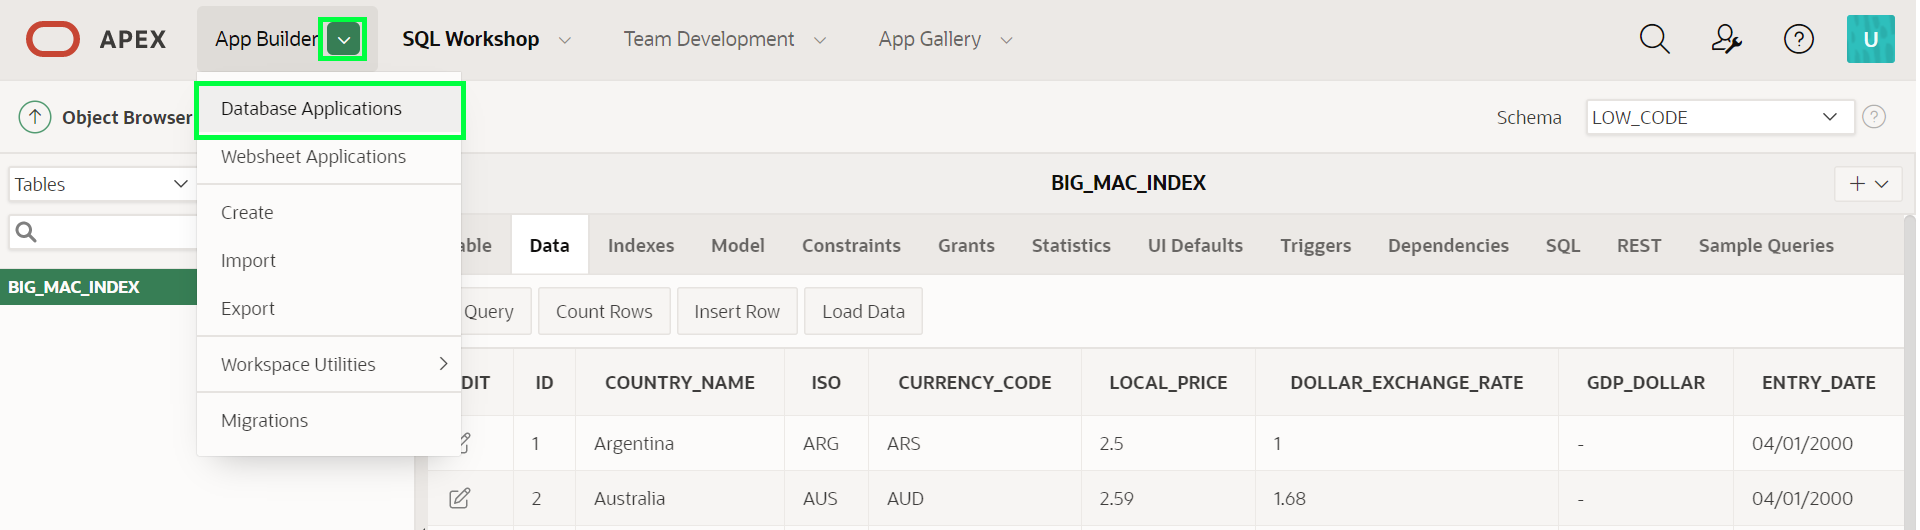 APEX App Builder SQL Workshop Team Development App Gallery ? U
Object Browser Schema LOW_CODE ?
Database Applications
Websheet Applications
Create
Import
Export
Workspace Utilities
Migrations
Tables
BIG_MAC_INDEX
BIG_MAC_INDEX
able Data Indexes Model Constraints Grants Statistics UI Defaults Triggers Dependencies SQL REST Sample Queries
Query Count Rows Insert Row Load Data
DIT ID COUNTRY_NAME ISO CURRENCY_CODE LOCAL_PRICE DOLLAR_EXCHANGE_RATE GDP_DOLLAR ENTRY_DATE
1 Argentina ARG ARS 2.5 1 - 04/01/2000
2 Australia AUS AUD 2.59 1.68 - 04/01/2000